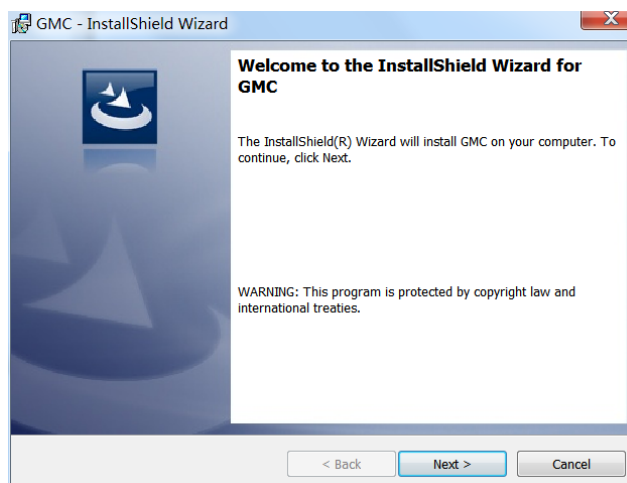 GMC - InstallShield Wizard
Welcome to the InstallShield Wizard for
GMC
The InstallShield(R) Wizard will install GMC on your computer. To
continue, click Next.
WARNING: This program is protected by copyright law and
international treaties.
< Back
Next >
Cancel